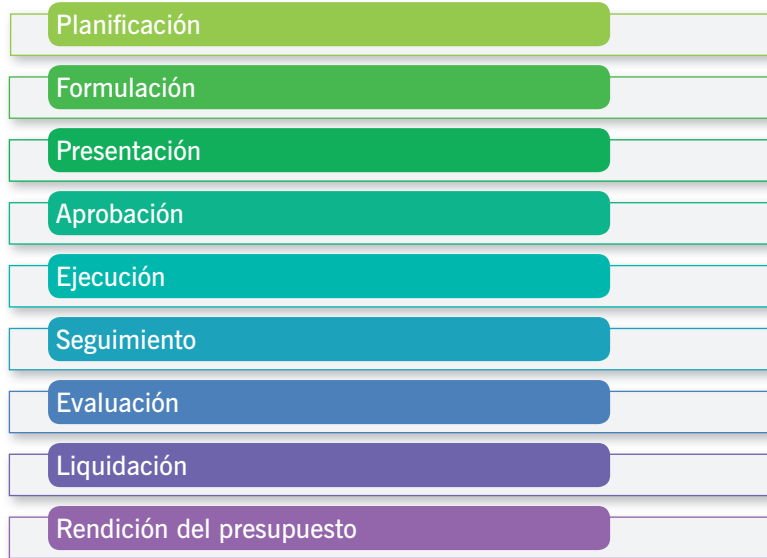 Planificación
Formulación
Presentación
Aprobación
Ejecución
Seguimiento
Evaluación
Liquidación
Rendición del presupuesto